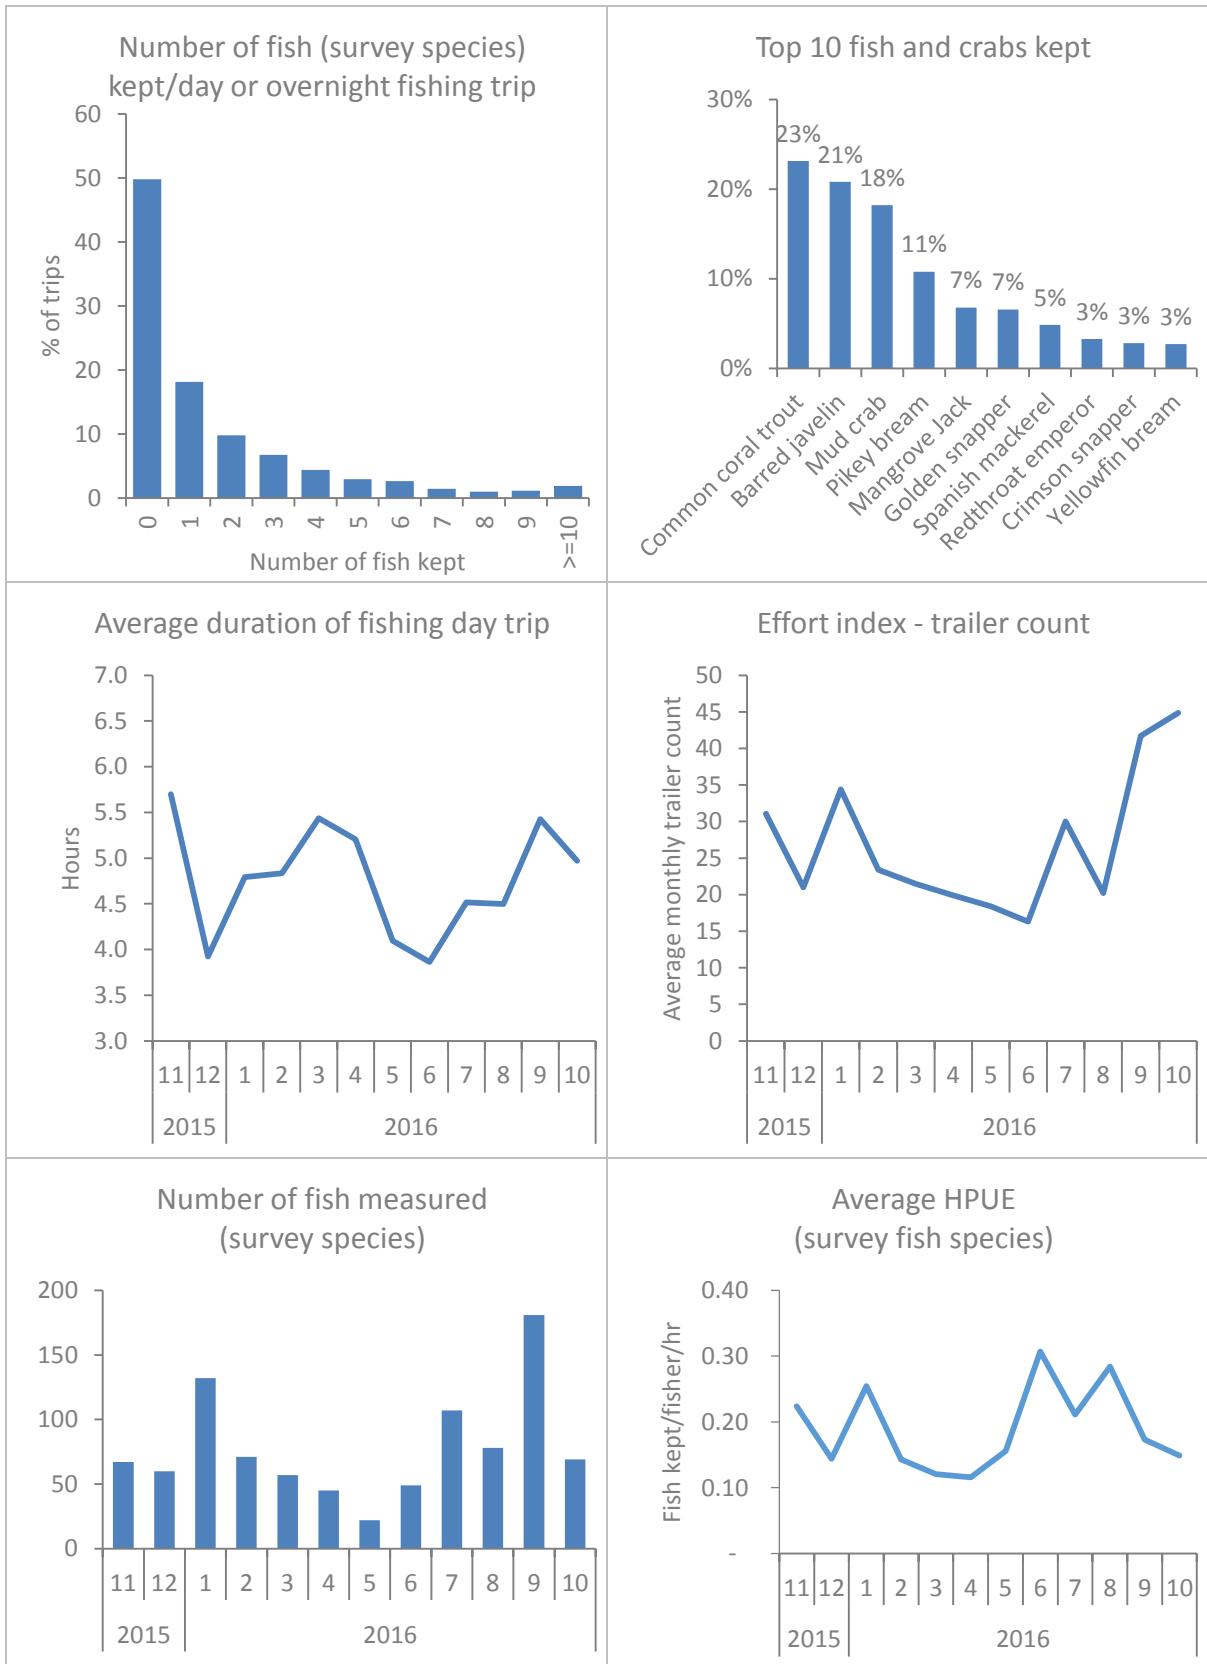 Number of fish (survey species)
kept/day or overnight fishing trip
60
50
40
30
20
10
0
% of trips
0 1 2 3 4 5 6 7 8 9 >=10
Number of fish kept
Top 10 fish and crabs kept
30%
20%
10%
0%
23% 21% 18% 11% 7% 7% 5% 3% 3% 3%
Common coral trout
Barred javelin
Mud crab
Pikey bream
Mangrove Jack
Golden snapper
Spanish mackerel
Redthroat emperor
Crimson snapper
Yellowfin bream
Average duration of fishing day trip
7.0
6.5
6.0
5.5
5.0
4.5
4.0
3.5
3.0
Hours
11 12 1 2 3 4 5 6 7 8 9 10
2015 2016
Effort index - trailer count
50
45
40
35
30
25
20
15
10
5
0
Average monthly trailer count
11 12 1 2 3 4 5 6 7 8 9 10
2015 2016
Number of fish measured
(survey species)
200
150
100
50
0
11 12 1 2 3 4 5 6 7 8 9 10
2015 2016
Average HPUE
(survey fish species)
0.40
0.30
0.20
0.10
-
Fish kept/fisher/hr
11 12 1 2 3 4 5 6 7 8 9 10
2015 2016